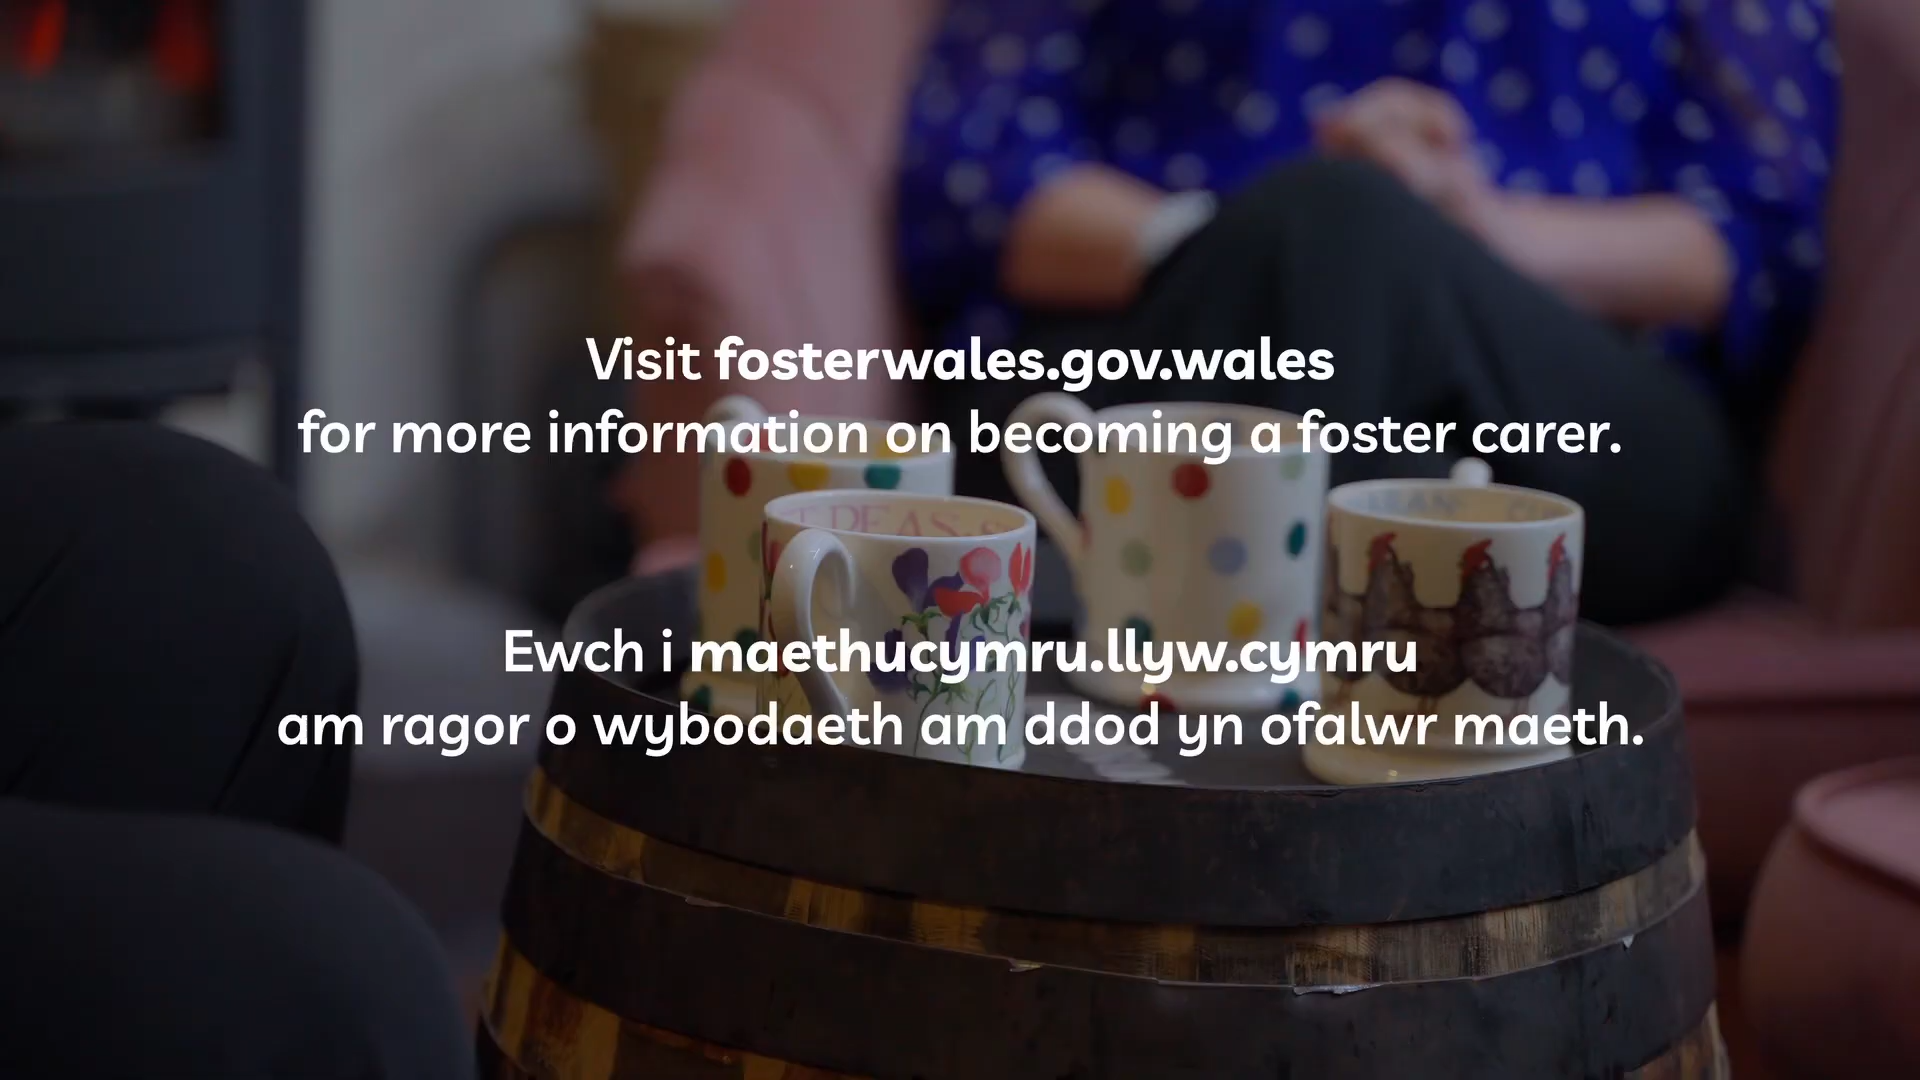 Visit fosterwales.gov.wales
for more information on becoming a foster carer.
PEAS
Ewch i maethucymru.llyw.cymru
am ragor o wybodaeth am ddod yn ofalwr maeth.